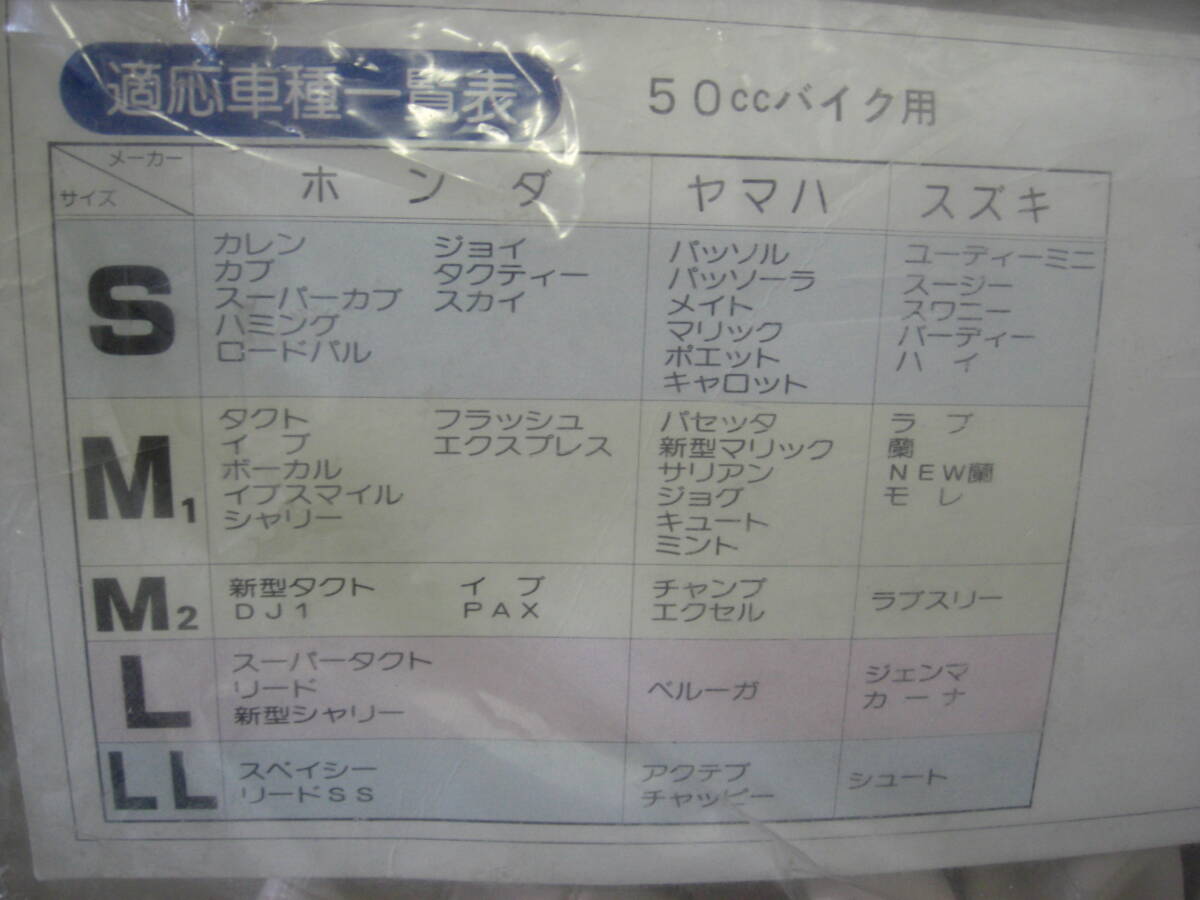 適応車種一覧表
50ccバイク用
メーカー
サイズ
ホンダ
ヤマハ
スズキ
S
カレン
カブ
スーパーカブ
ハミング
ロードパル
ジョイ
タクティー
スカイ
パッソル
パッソーラ
メイト
マリック
ポエット
キャロット
ユーディーミニ
スージー
スワニー
バーディー
ハイ
M1
タクト
イブ
ボーカル
イブスマイル
シャリー
フラッシュ
エクスプレス
パセッタ
新型マリック
サリアン
ジョグ
キュート
ミント
ラブ
蘭
NEW蘭
モレ
M2
新型タクト
DJ1
イブ
PAX
チャンプ
エクセル
ラブスリー
L
スーパータクト
リード
新型シャリー
ベルーガ
ジェンマ
カーナ
LL
スペイシー
リードSS
アクテブ
チャッピー
シュート